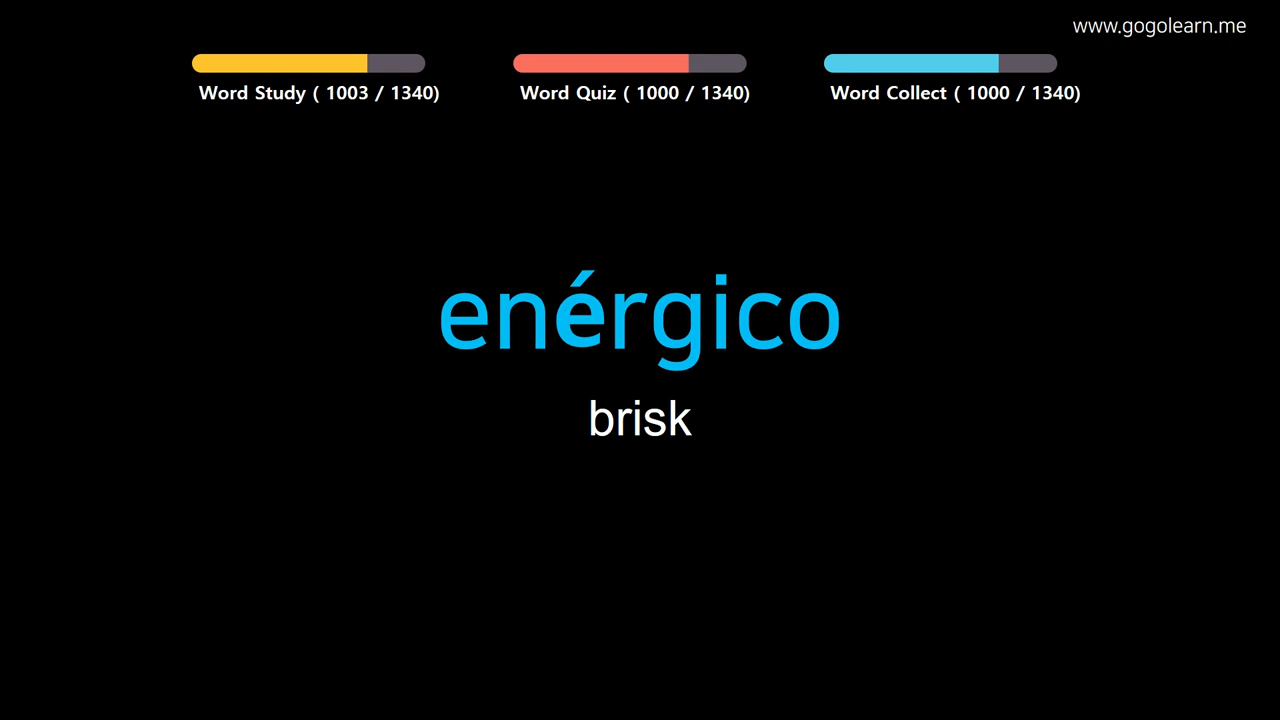 www.gogolearn.me
Word Study ( 1003 / 1340)
Word Quiz ( 1000 / 1340)
Word Collect ( 1000 / 1340)
enérgico
brisk